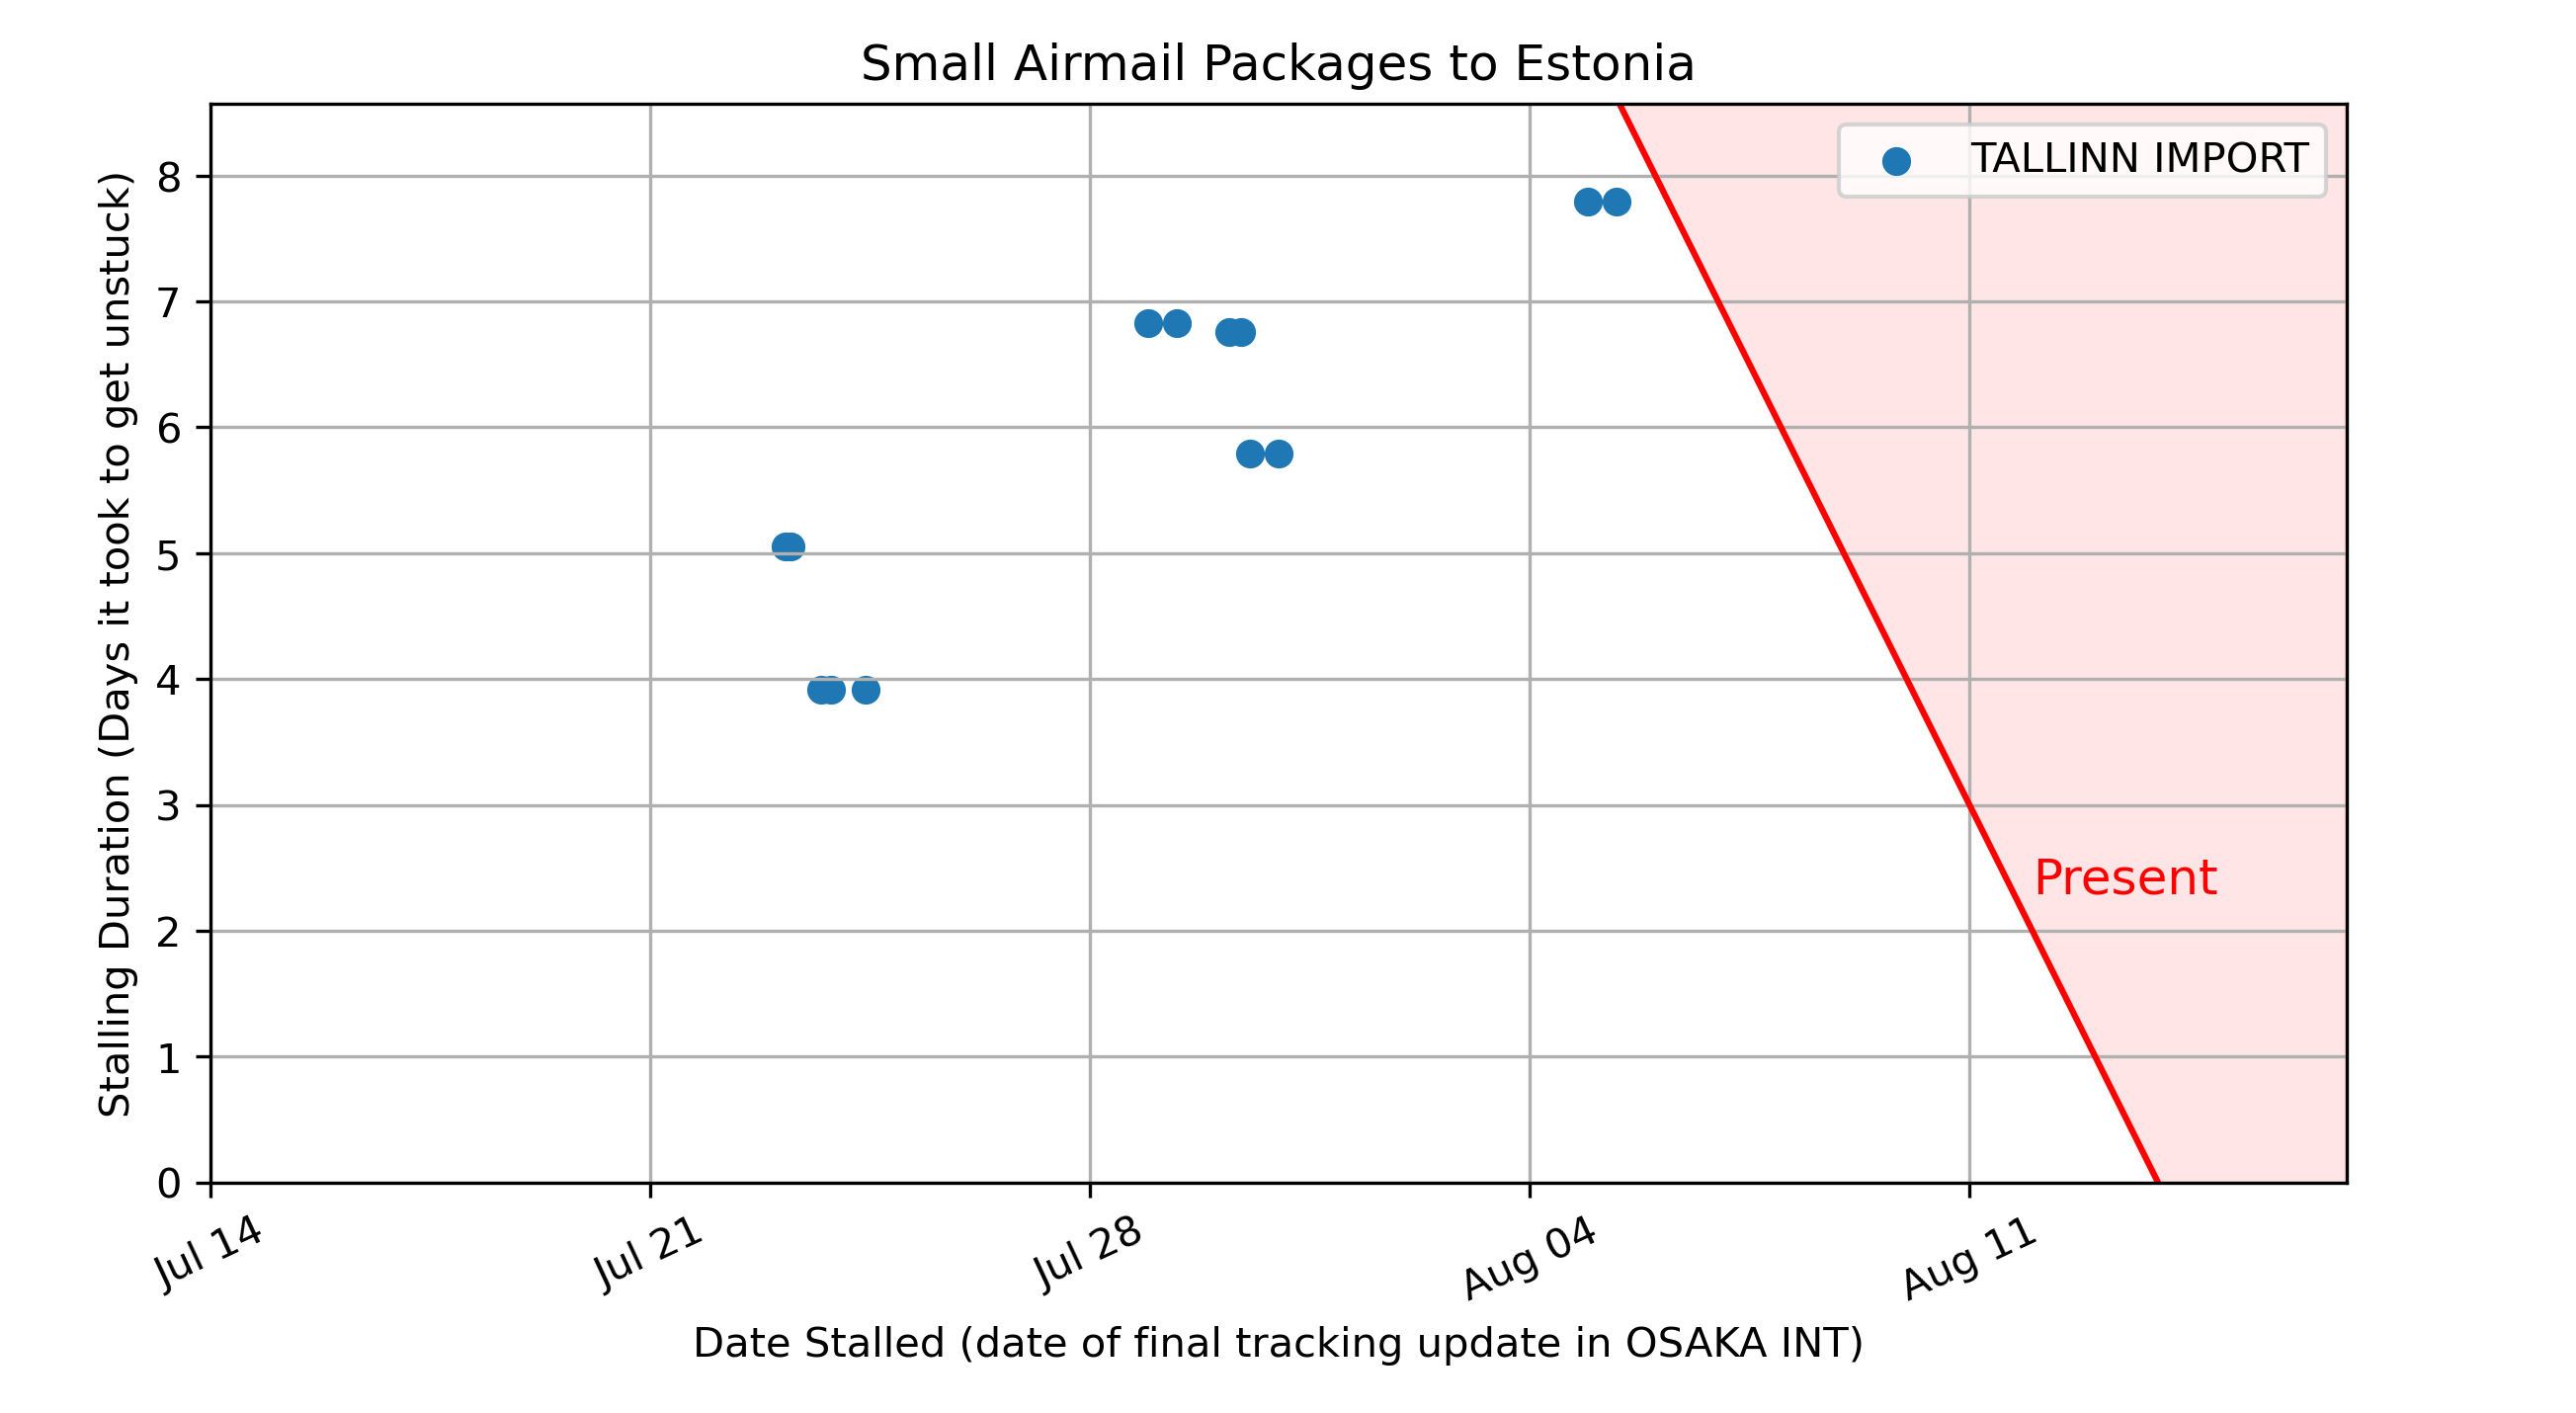 Small Airmail Packages to Estonia
TALLINN IMPORT
Stalling Duration (Days it took to get unstuck)
8
7
6
5
4
3
2
1
0
Present
Jul 14
Jul 21
Jul 28
Aug 04
Aug 11
Date Stalled (date of final tracking update in OSAKA INT)